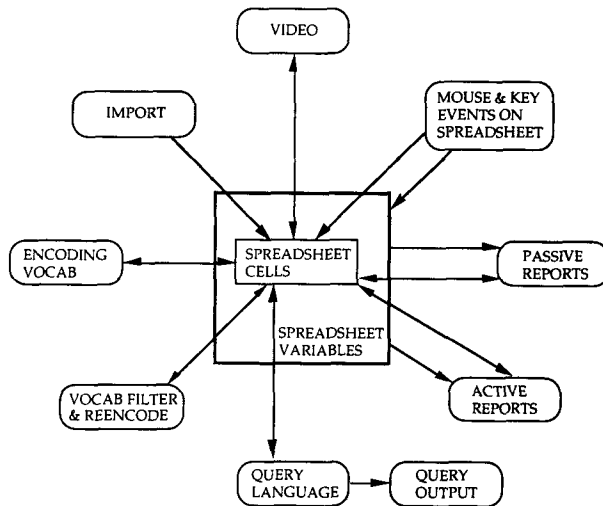 VIDEO
IMPORT
MOUSE & KEY
EVENTS ON
SPREADSHEET
ENCODING
VOCAB
SPREADSHEET
CELLS
PASSIVE
REPORTS
SPREADSHEET
VARIABLES
VOCAB FILTER
& REENCODE
ACTIVE
REPORTS
QUERY
LANGUAGE
QUERY
OUTPUT